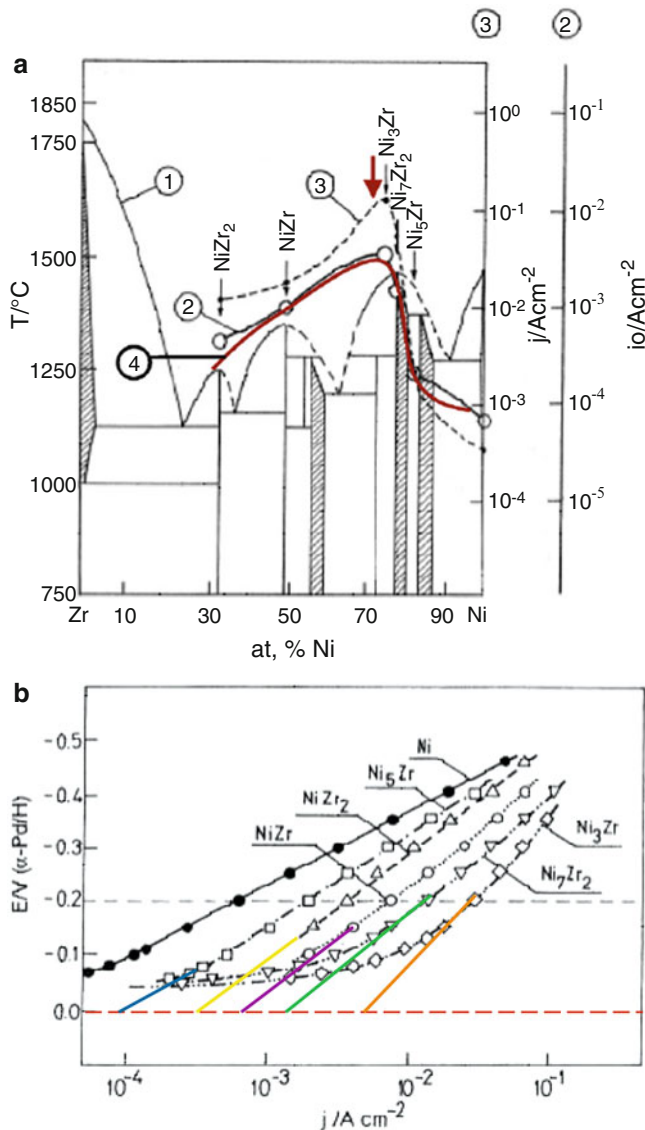 ③ ②
a
1850
1750
1500
1250
1000
750
T/°C
10⁰
10⁻¹
10⁻²
10⁻³
10⁻⁴
j/Acm⁻²
10⁻¹
10⁻²
10⁻³
10⁻⁴
10⁻⁵
io/Acm⁻²
①
②
③
④
NiZr₂
NiZr
Ni₃Zr
Ni₇Zr₂
Ni₅Zr
Zr 10 30 50 70 90 Ni
at, % Ni
b
-0.5
-0.4
-0.3
-0.2
-0.1
0.0
E/V (α-Pd/H)
Ni
Ni₅Zr
NiZr₂
NiZr
Ni₃Zr
Ni₇Zr₂
10⁻⁴ 10⁻³ 10⁻² 10⁻¹
j/A cm⁻²